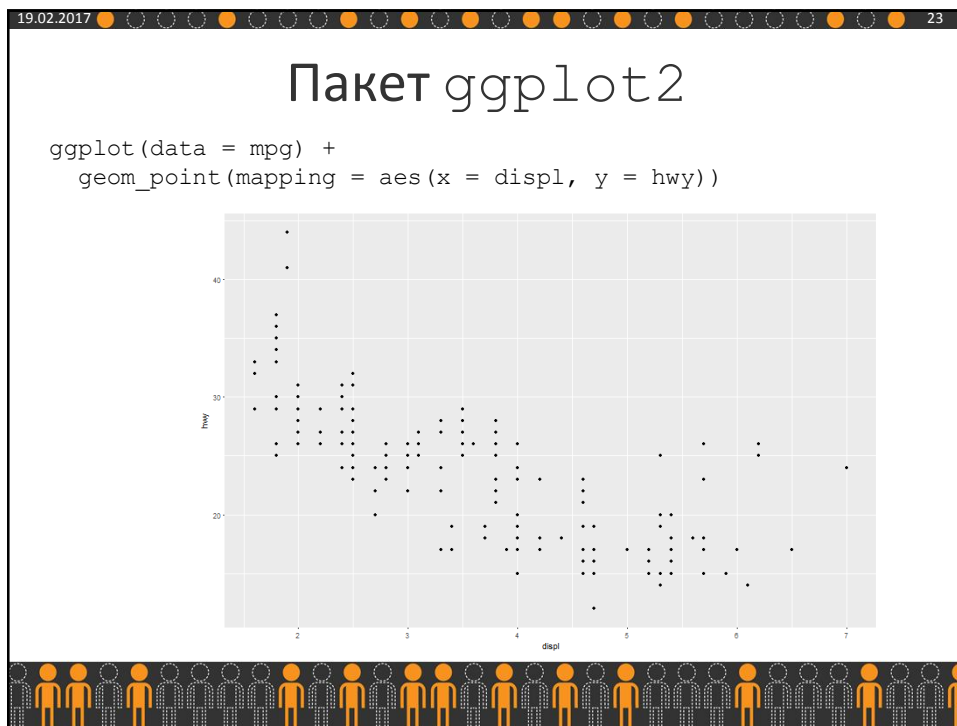 19.02.2017
23
Пакет ggplot2
ggplot(data = mpg) +
geom_point(mapping = aes(x = displ, y = hwy))
40
30
20
hwy
2 3 4 5 6 7
displ